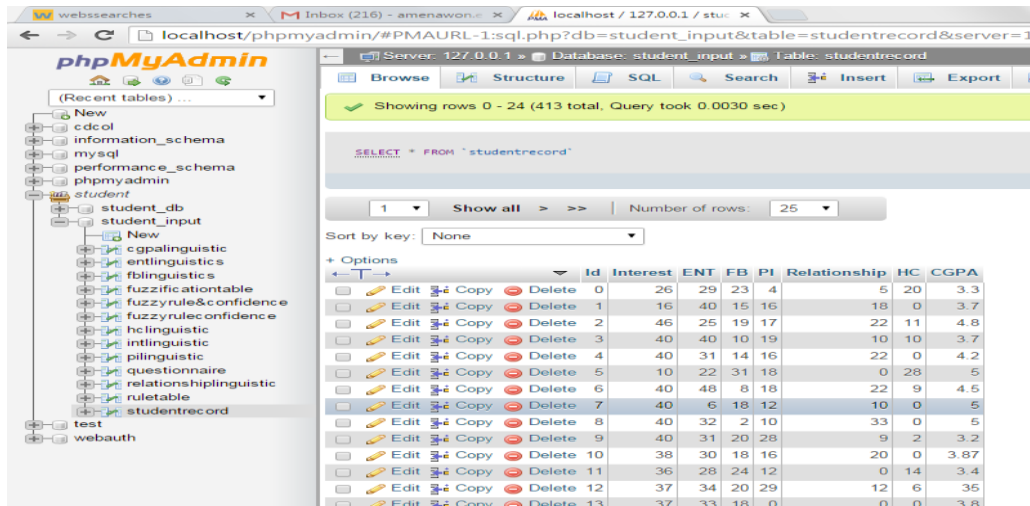 webssearches
Inbox (216) - amenawon.e
localhost / 127.0.0.1 / stuc
localhost/phpmyadmin/#PMAURL-1:sql.php?db=student_input&table=studentrecord&server=1
phpMyAdmin
(Recent tables) ...
New
cdcol
information_schema
mysql
performance_schema
phpmyadmin
student
student_db
student_input
New
cgpalinguistic
entlinguistics
fblinguistics
fuzzificationtable
fuzzyrule&confidence
fuzzyruleconfidence
hclinguistic
intlinguistic
pilinguistic
questionnaire
relationshiplinguistic
ruletable
studentrecord
test
webauth
Server: 127.0.0.1 » Database: student_input » Table: studentrecord
Browse Structure SQL Search Insert Export
Showing rows 0 - 24 (413 total, Query took 0.0030 sec)
SELECT * FROM `studentrecord`
1 Show all > >> Number of rows: 25
Sort by key: None
+ Options
←T→ Id Interest ENT FB PI Relationship HC CGPA
Edit Copy Delete 0 26 29 23 4 5 20 3.3
Edit Copy Delete 1 16 40 15 16 18 0 3.7
Edit Copy Delete 2 46 25 19 17 22 11 4.8
Edit Copy Delete 3 40 40 10 19 10 10 3.7
Edit Copy Delete 4 40 31 14 16 22 0 4.2
Edit Copy Delete 5 10 22 31 18 0 28 5
Edit Copy Delete 6 40 48 8 18 22 9 4.5
Edit Copy Delete 7 40 6 18 12 10 0 5
Edit Copy Delete 8 40 32 2 10 33 0 5
Edit Copy Delete 9 40 31 20 28 9 2 3.2
Edit Copy Delete 10 38 30 18 16 20 0 3.87
Edit Copy Delete 11 36 28 24 12 0 14 3.4
Edit Copy Delete 12 37 34 20 29 12 6 35
Edit Copy Delete 13 37 33 18 0 0 0 3.8